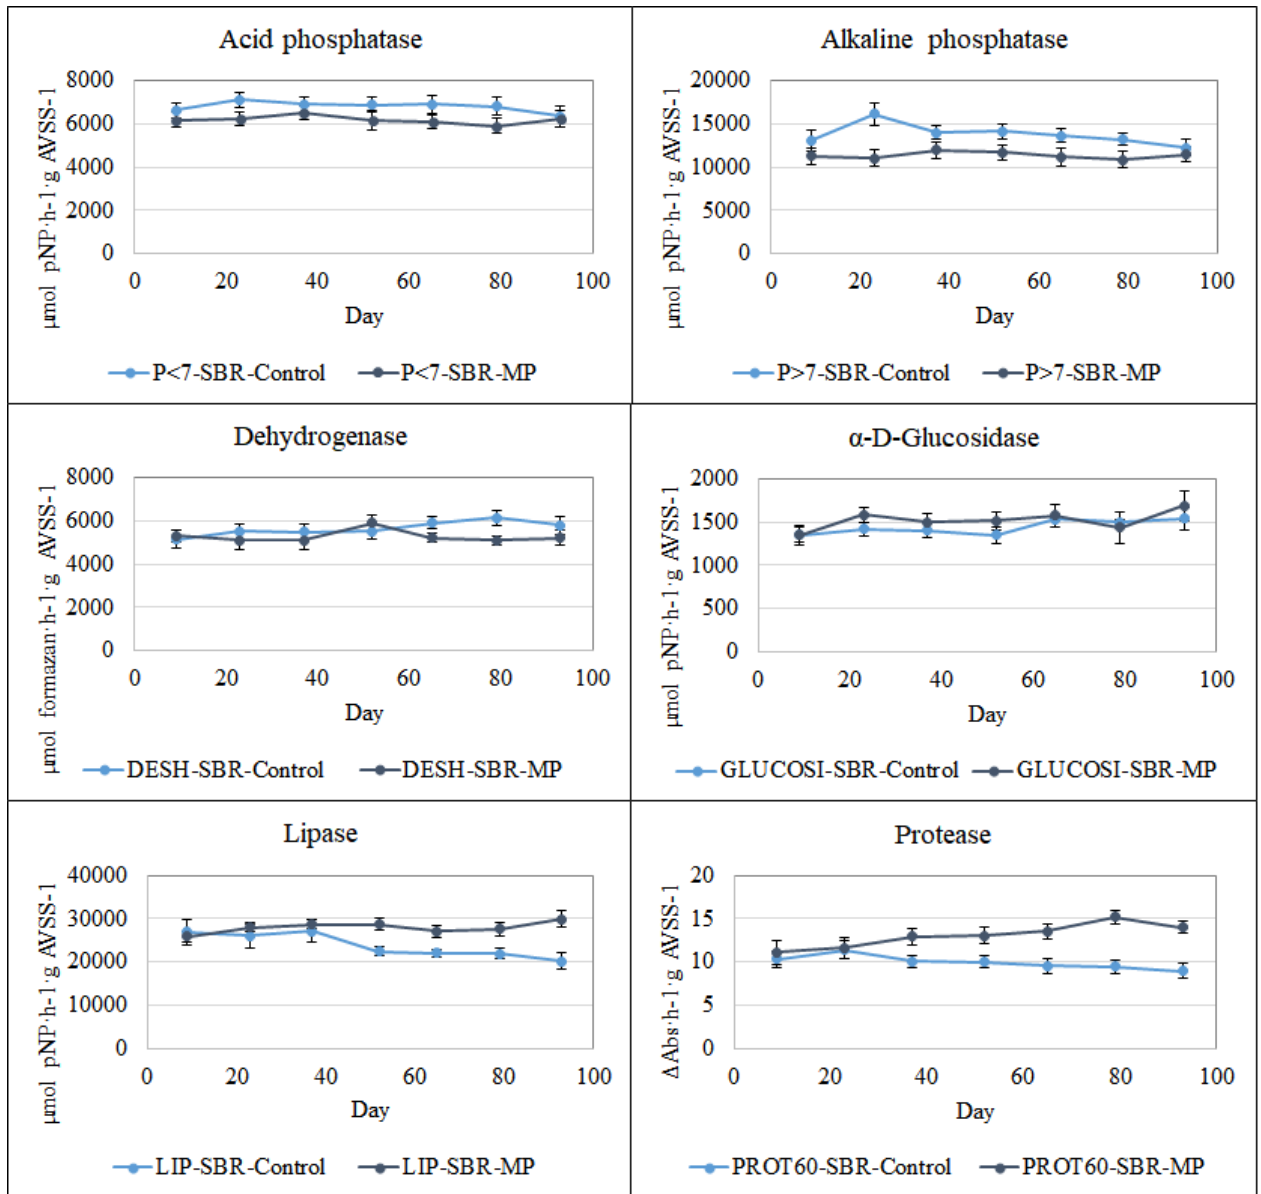 Acid phosphatase
μmol pNP·h-1·g AVSS-1
8000
6000
4000
2000
0
0 20 40 60 80 100
Day
P<7-SBR-Control P<7-SBR-MP
Alkaline phosphatase
μmol pNP·h-1·g AVSS-1
20000
15000
10000
5000
0
0 20 40 60 80 100
Day
P>7-SBR-Control P>7-SBR-MP
Dehydrogenase
μmol formazan·h-1·g AVSS-1
8000
6000
4000
2000
0
0 20 40 60 80 100
Day
DESH-SBR-Control DESH-SBR-MP
α-D-Glucosidase
μmol pNP·h-1·g AVSS-1
2000
1500
1000
500
0
0 20 40 60 80 100
Day
GLUCOSI-SBR-Control GLUCOSI-SBR-MP
Lipase
μmol pNP·h-1·g AVSS-1
40000
30000
20000
10000
0
0 20 40 60 80 100
Day
LIP-SBR-Control LIP-SBR-MP
Protease
ΔAbs·h-1·g AVSS-1
20
15
10
5
0
0 20 40 60 80 100
Day
PROT60-SBR-Control PROT60-SBR-MP